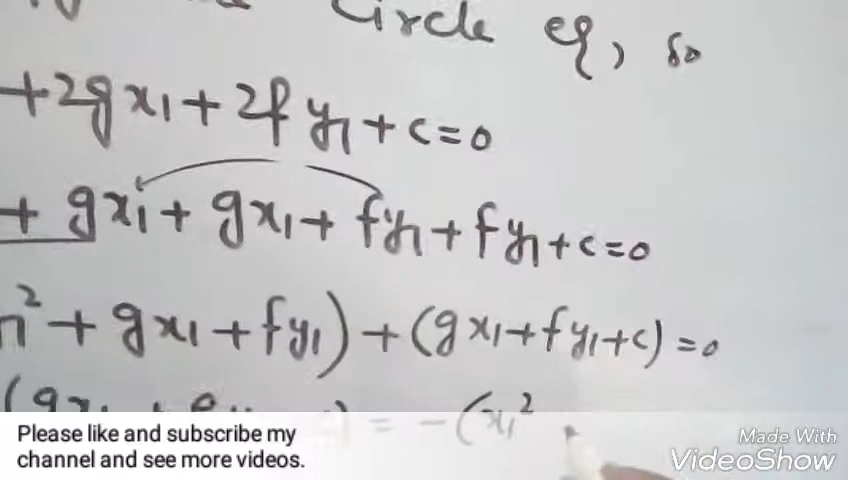 Circle eq, so
+2gx₁ + 2fy₁ + c=0
+ gx₁ + gx₁ + fy₁ + fy₁ + c=0
² + gx₁ + fy₁) + (gx₁ + fy₁ + c) = 0
(gx₁ = -(x₁²
Please like and subscribe my
channel and see more videos.
Made With
VideoShow